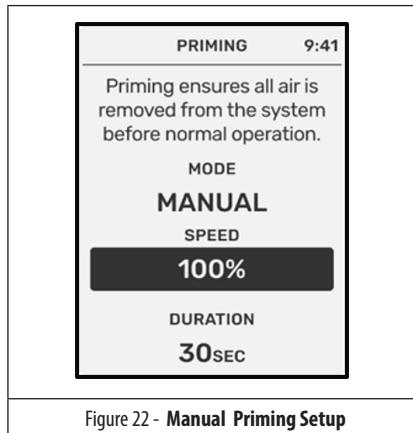 PRIMING 9:41
Priming ensures all air is
removed from the system
before normal operation.
MODE
MANUAL
SPEED
100%
DURATION
30SEC
Figure 22 - Manual Priming Setup